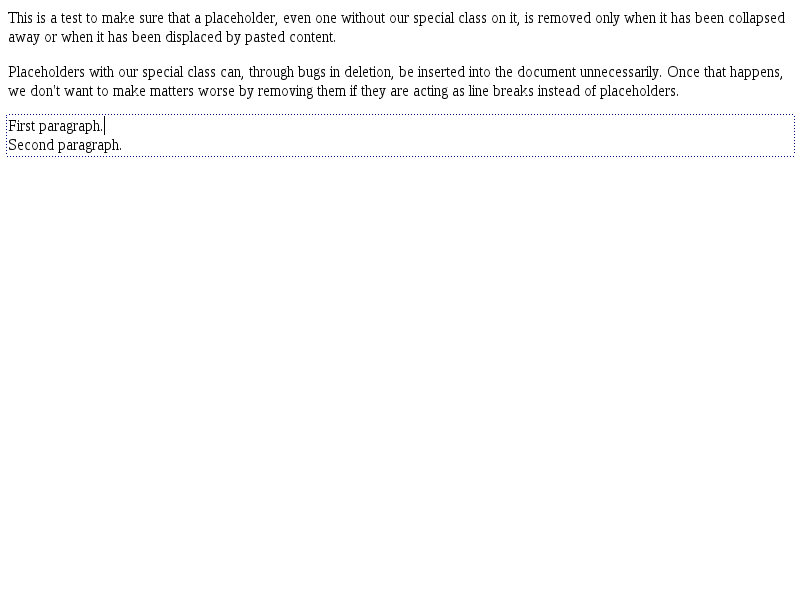 This is a test to make sure that a placeholder, even one without our special class on it, is removed only when it has been collapsed
away or when it has been displaced by pasted content.
Placeholders with our special class can, through bugs in deletion, be inserted into the document unnecessarily. Once that happens,
we don't want to make matters worse by removing them if they are acting as line breaks instead of placeholders.
First paragraph.
Second paragraph.